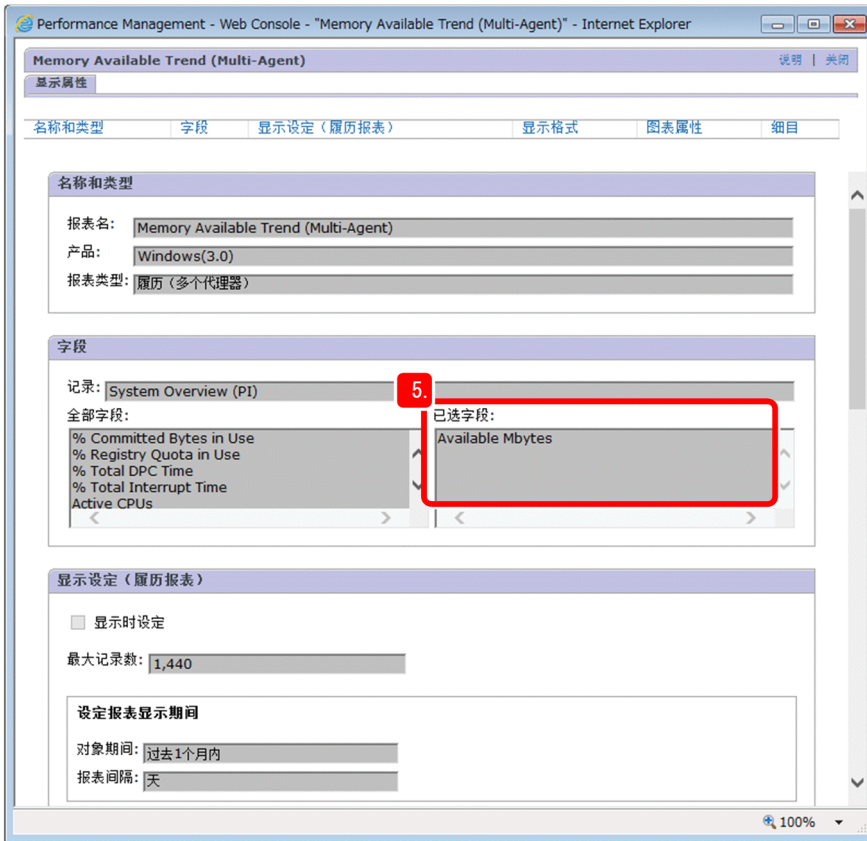 Performance Management - Web Console - "Memory Available Trend (Multi-Agent)" - Internet Explorer
Memory Available Trend (Multi-Agent) 说明 | 关闭
显示属性
名称和类型 字段 显示设定（履历报表） 显示格式 图表属性 细目
名称和类型
报表名: Memory Available Trend (Multi-Agent)
产品: Windows(3.0)
报表类型: 履历（多个代理器）
字段
记录: System Overview (PI)
5.
全部字段: 已选字段:
% Committed Bytes in Use Available Mbytes
% Registry Quota in Use
% Total DPC Time
% Total Interrupt Time
Active CPUs
显示设定（履历报表）
显示时设定
最大记录数: 1,440
设定报表显示期间
对象期间: 过去1个月内
报表间隔: 天
100%